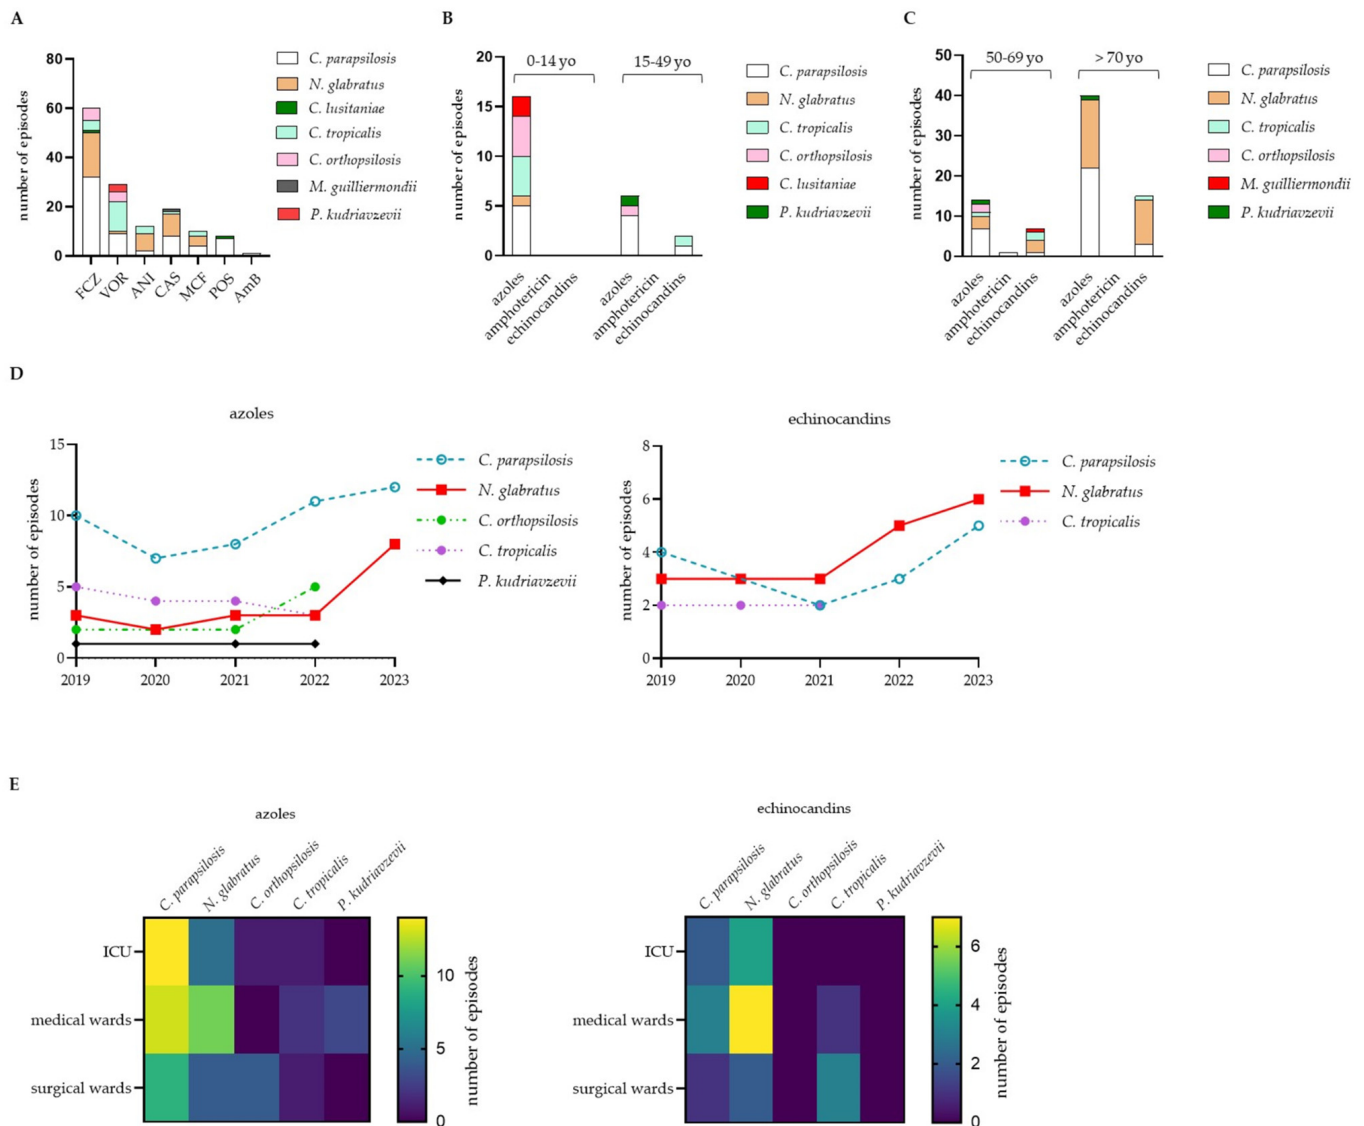 A
number of episodes
80
60
40
20
0
FCZ
VOR
ANI
CAS
MCF
POS
AmB
C. parapsilosis
N. glabratus
C. lusitaniae
C. tropicalis
C. orthopsilosis
M. guilliermondii
P. kudriavzevii
B
number of episodes
20
15
10
5
0
0-14 yo
15-49 yo
azoles
amphotericin
echinocandins
azoles
amphotericin
echinocandins
C. parapsilosis
N. glabratus
C. tropicalis
C. orthopsilosis
C. lusitaniae
P. kudriavzevii
C
number of episodes
50
40
30
20
10
0
50-69 yo
> 70 yo
azoles
amphotericin
echinocandins
azoles
amphotericin
echinocandins
C. parapsilosis
N. glabratus
C. tropicalis
C. orthopsilosis
M. guilliermondii
P. kudriavzevii
D
azoles
number of episodes
15
10
5
0
2019
2020
2021
2022
2023
C. parapsilosis
N. glabratus
C. orthopsilosis
C. tropicalis
P. kudriavzevii
echinocandins
number of episodes
8
6
4
2
0
2019
2020
2021
2022
2023
C. parapsilosis
N. glabratus
C. tropicalis
E
azoles
C. parapsilosis
N. glabratus
C. orthopsilosis
C. tropicalis
P. kudriavzevii
ICU
medical wards
surgical wards
10
5
0
number of episodes
echinocandins
C. parapsilosis
N. glabratus
C. orthopsilosis
C. tropicalis
P. kudriavzevii
ICU
medical wards
surgical wards
6
4
2
0
number of episodes